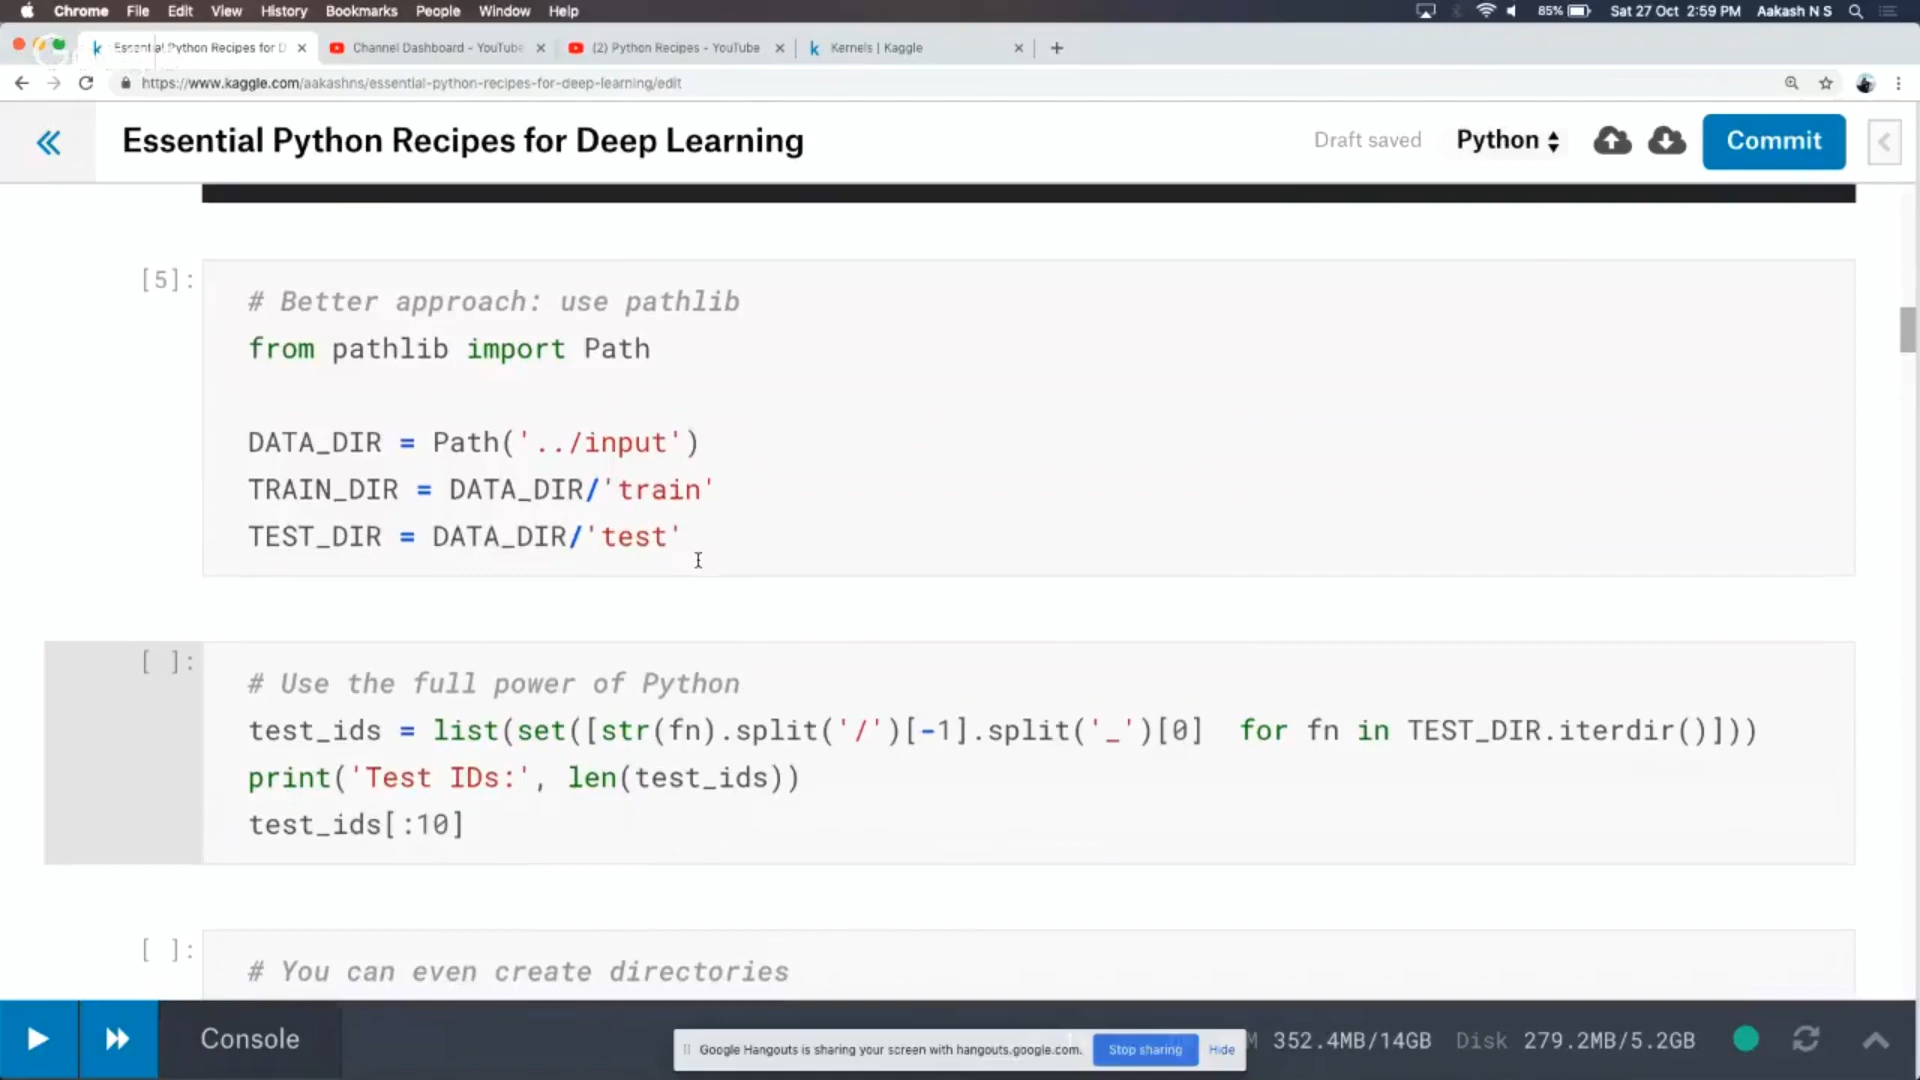 Chrome File Edit View History Bookmarks People Window Help 85% Sat 27 Oct 2:59 PM Aakash N S
Essential Python Recipes for D Channel Dashboard - YouTube (2) Python Recipes - YouTube Kernels | Kaggle
https://www.kaggle.com/aakashns/essential-python-recipes-for-deep-learning/edit
Essential Python Recipes for Deep Learning Draft saved Python Commit
[5]:
# Better approach: use pathlib
from pathlib import Path
DATA_DIR = Path('../input')
TRAIN_DIR = DATA_DIR/'train'
TEST_DIR = DATA_DIR/'test'
[ ]:
# Use the full power of Python
test_ids = list(set([str(fn).split('/')[-1].split('_')[0]  for fn in TEST_DIR.iterdir()]))
print('Test IDs:', len(test_ids))
test_ids[:10]
[ ]:
# You can even create directories
Console Google Hangouts is sharing your screen with hangouts.google.com. Stop sharing Hide 352.4MB/14GB Disk 279.2MB/5.2GB